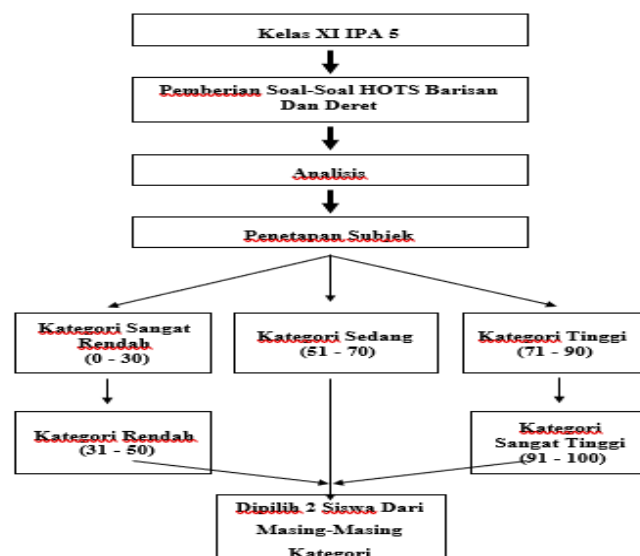 Kelas XI IPA 5
Pemberian Soal-Soal HOTS Barisan
Dan Deret
Analisis
Penetapan Subjek
Kategori Sangat
Rendah
(0 - 30)
Kategori Sedang
(51 - 70)
Kategori Tinggi
(71 - 90)
Kategori Rendah
(31 - 50)
Kategori
Sangat Tinggi
(91 - 100)
Dipilih 2 Siswa Dari
Masing-Masing
Kategori